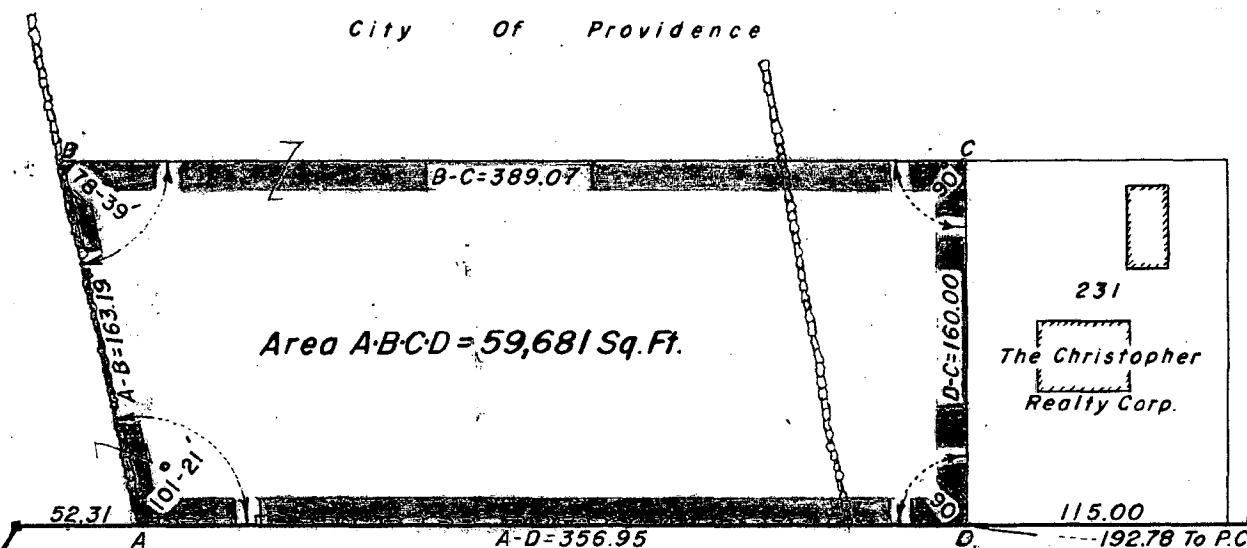 City Of Providence
B
C
78-39'
B-C=389.07
90
A-B=163.19
D-C=160.00
231
Area A·B·C·D = 59,681 Sq.Ft.
The Christopher
Realty Corp.
101°-21'
90
52.31
115.00
A
A-D=356.95
D.
192.78 To P.C